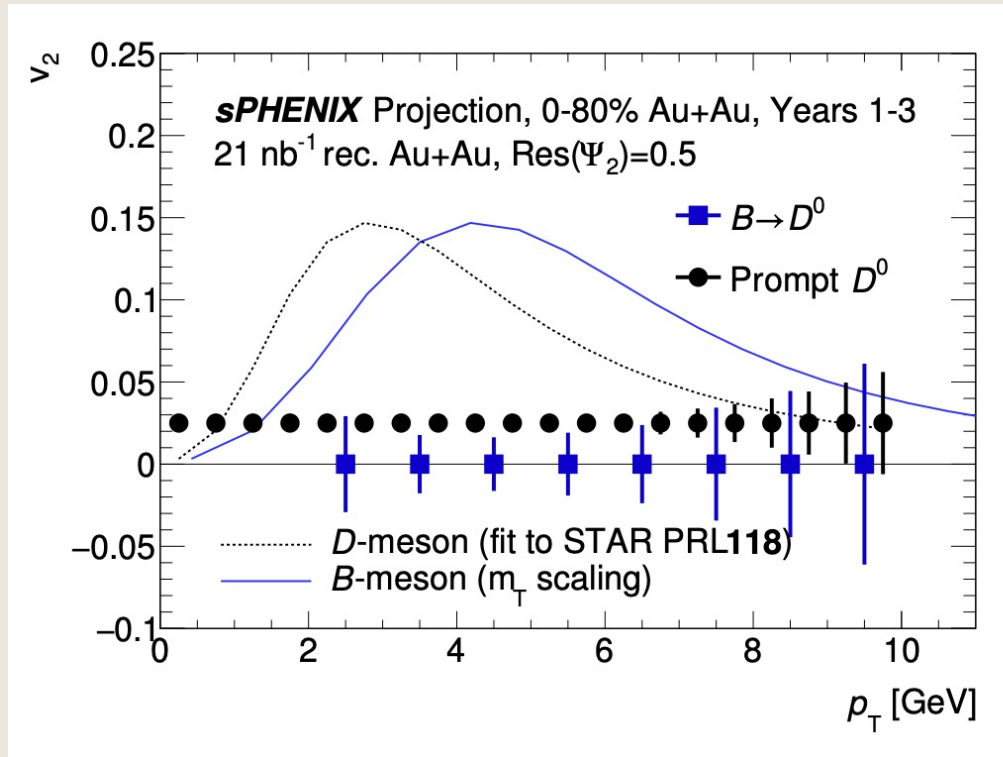 v₂
0.25
0.2
0.15
0.1
0.05
0
−0.05
−0.1
sPHENIX Projection, 0-80% Au+Au, Years 1-3
21 nb⁻¹ rec. Au+Au, Res(Ψ₂)=0.5
B→D⁰
Prompt D⁰
D-meson (fit to STAR PRL118)
B-meson (m_T scaling)
0 2 4 6 8 10
p_T [GeV]